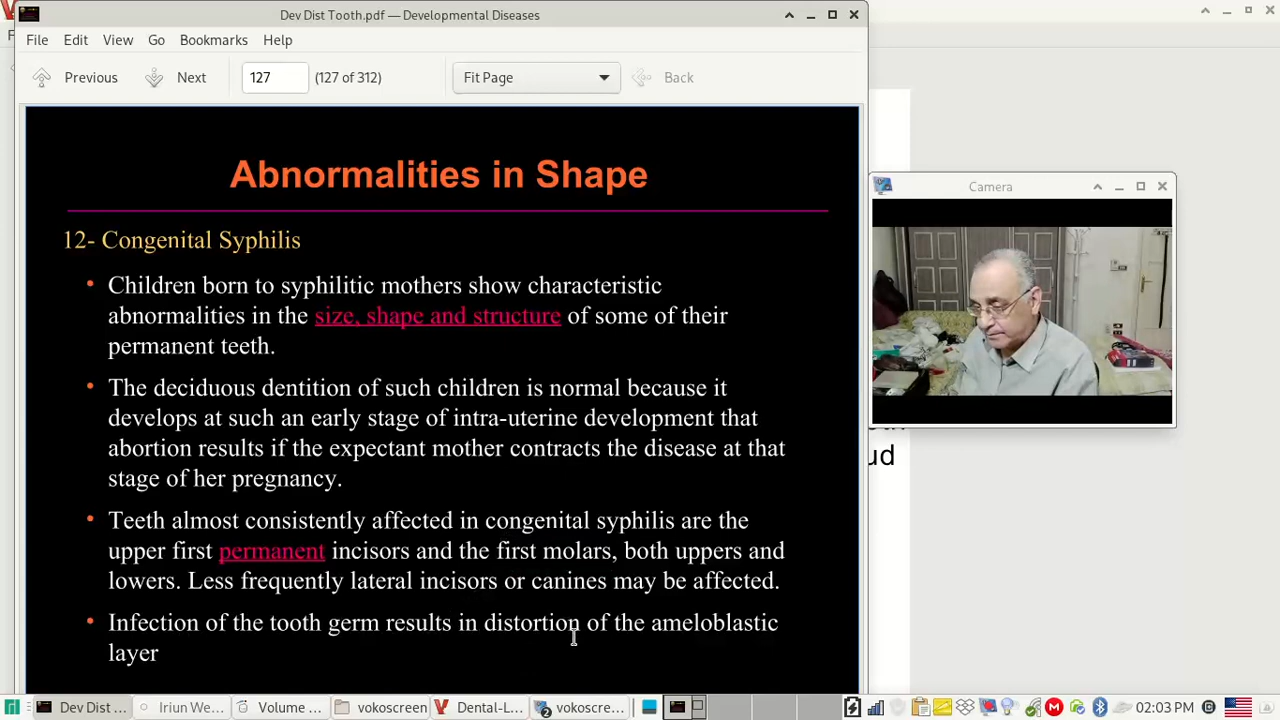 Dev Dist Tooth.pdf — Developmental Diseases
File Edit View Go Bookmarks Help
Previous Next 127 (127 of 312) Fit Page Back
Abnormalities in Shape
12- Congenital Syphilis
• Children born to syphilitic mothers show characteristic
abnormalities in the size, shape and structure of some of their
permanent teeth.
• The deciduous dentition of such children is normal because it
develops at such an early stage of intra-uterine development that
abortion results if the expectant mother contracts the disease at that
stage of her pregnancy.
• Teeth almost consistently affected in congenital syphilis are the
upper first permanent incisors and the first molars, both uppers and
lowers. Less frequently lateral incisors or canines may be affected.
• Infection of the tooth germ results in distortion of the ameloblastic
layer
Camera
ud
Dev Dist ... Iriun We... Volume ... vokoscreen Dental-L... 2 vokoscre... 02:03 PM